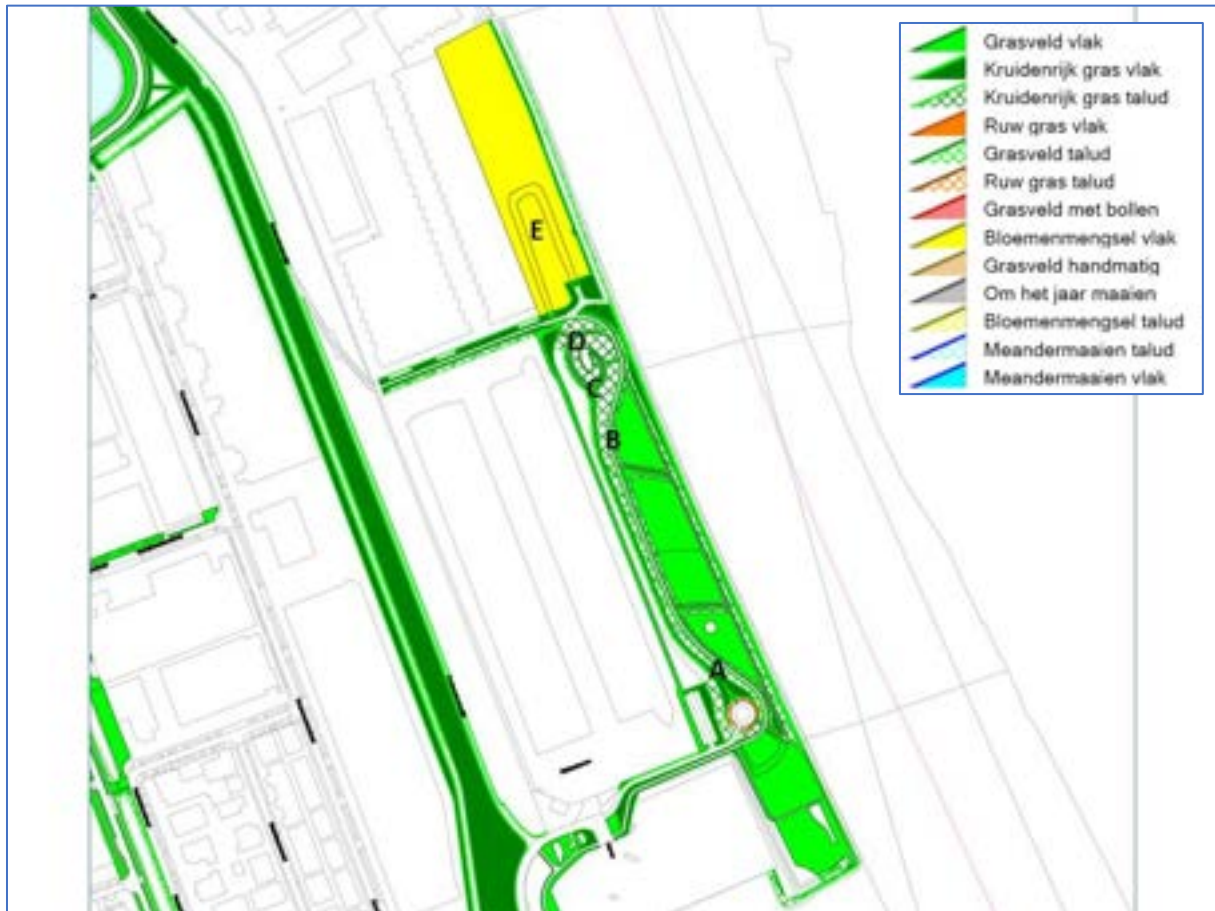 Grasveld vlak
Kruidenrijk gras vlak
Kruidenrijk gras talud
Ruw gras vlak
Grasveld talud
Ruw gras talud
Grasveld met bollen
Bloemenmengsel vlak
Grasveld handmatig
Om het jaar maaien
Bloemenmengsel talud
Meandermaaien talud
Meandermaaien vlak
E
D
C
B
A